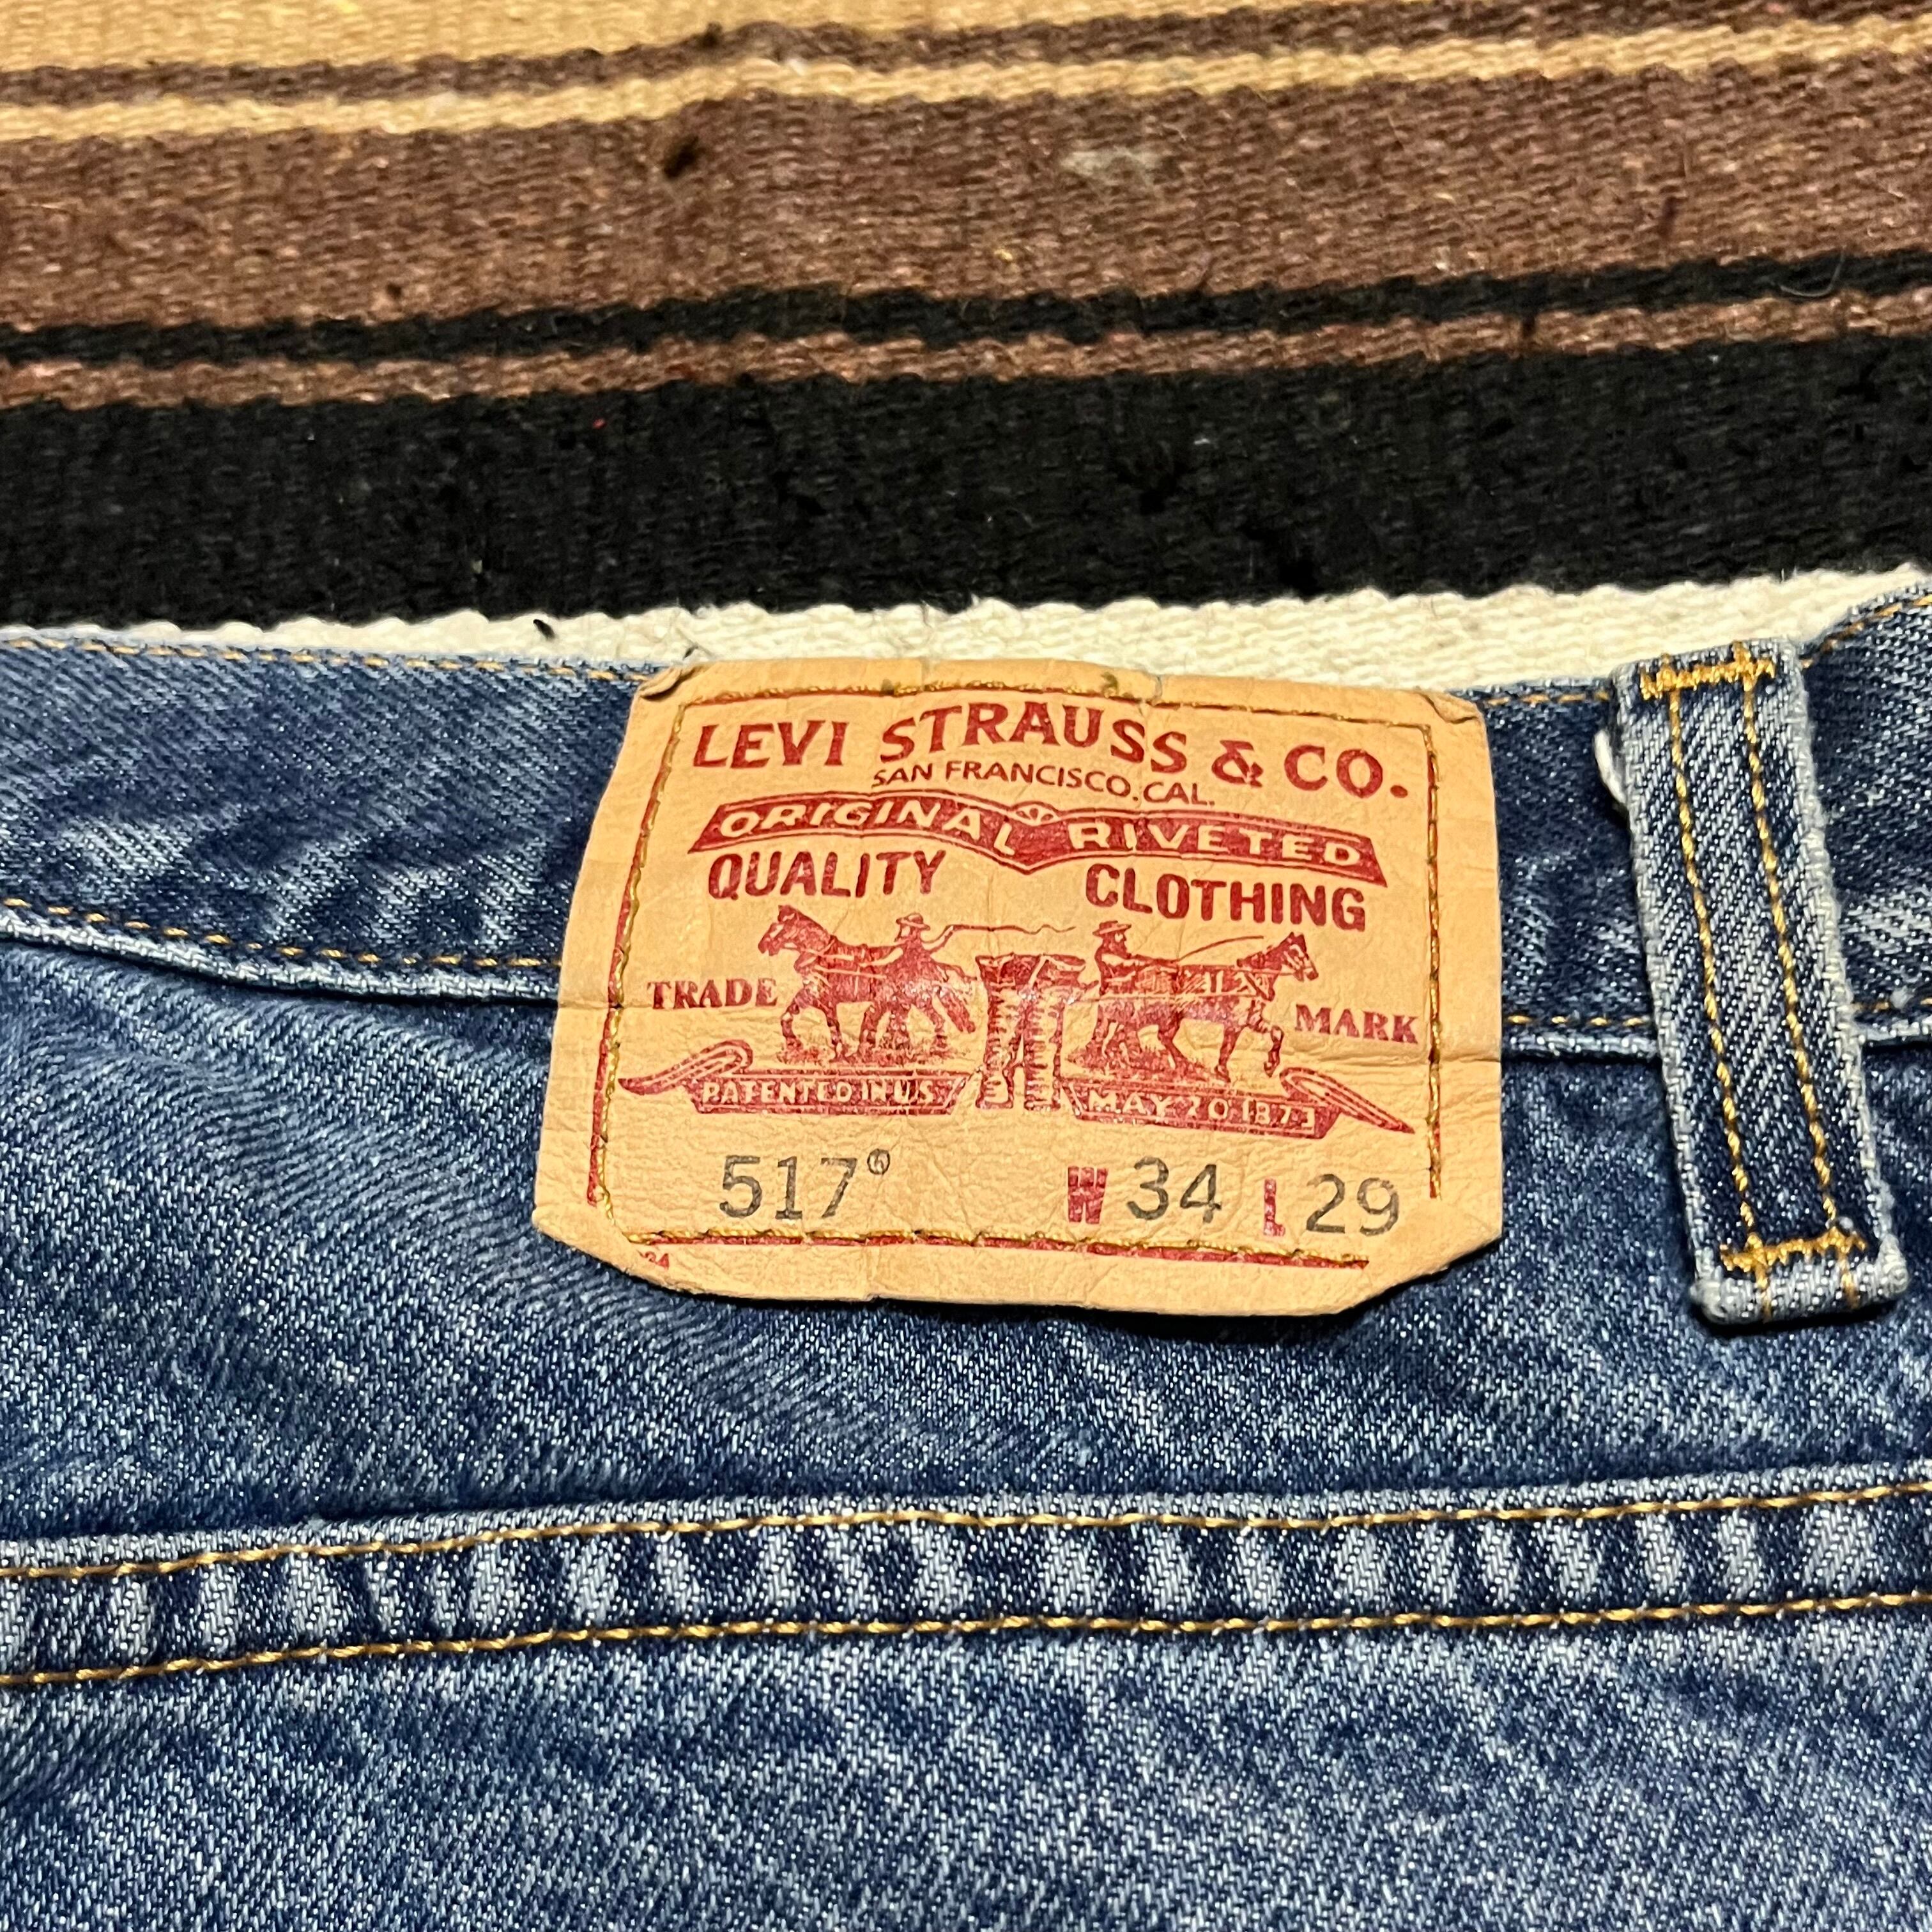 LEVI STRAUSS & CO.
SAN FRANCISCO, CAL.
ORIGINAL RIVETED
QUALITY CLOTHING
TRADE MARK
PATENTED IN U.S. MAY 20 1873
517® W 34 L 29